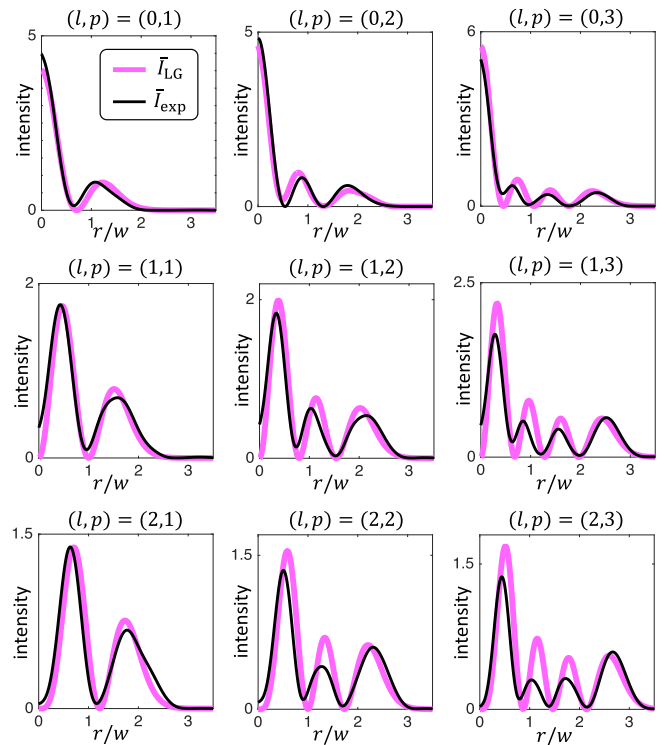 (l, p) = (0,1)
(l, p) = (0,2)
(l, p) = (0,3)
5
5
6
Ī_LG
Ī_exp
intensity
intensity
intensity
0
0
0
0 1 2 3
0 1 2 3
0 1 2 3
r/w
r/w
r/w
(l, p) = (1,1)
(l, p) = (1,2)
(l, p) = (1,3)
2
2
2.5
intensity
intensity
intensity
0
0
0
0 1 2 3
0 1 2 3
0 1 2 3
r/w
r/w
r/w
(l, p) = (2,1)
(l, p) = (2,2)
(l, p) = (2,3)
1.5
1.5
1.5
intensity
intensity
intensity
0
0
0
0 1 2 3
0 1 2 3
0 1 2 3
r/w
r/w
r/w